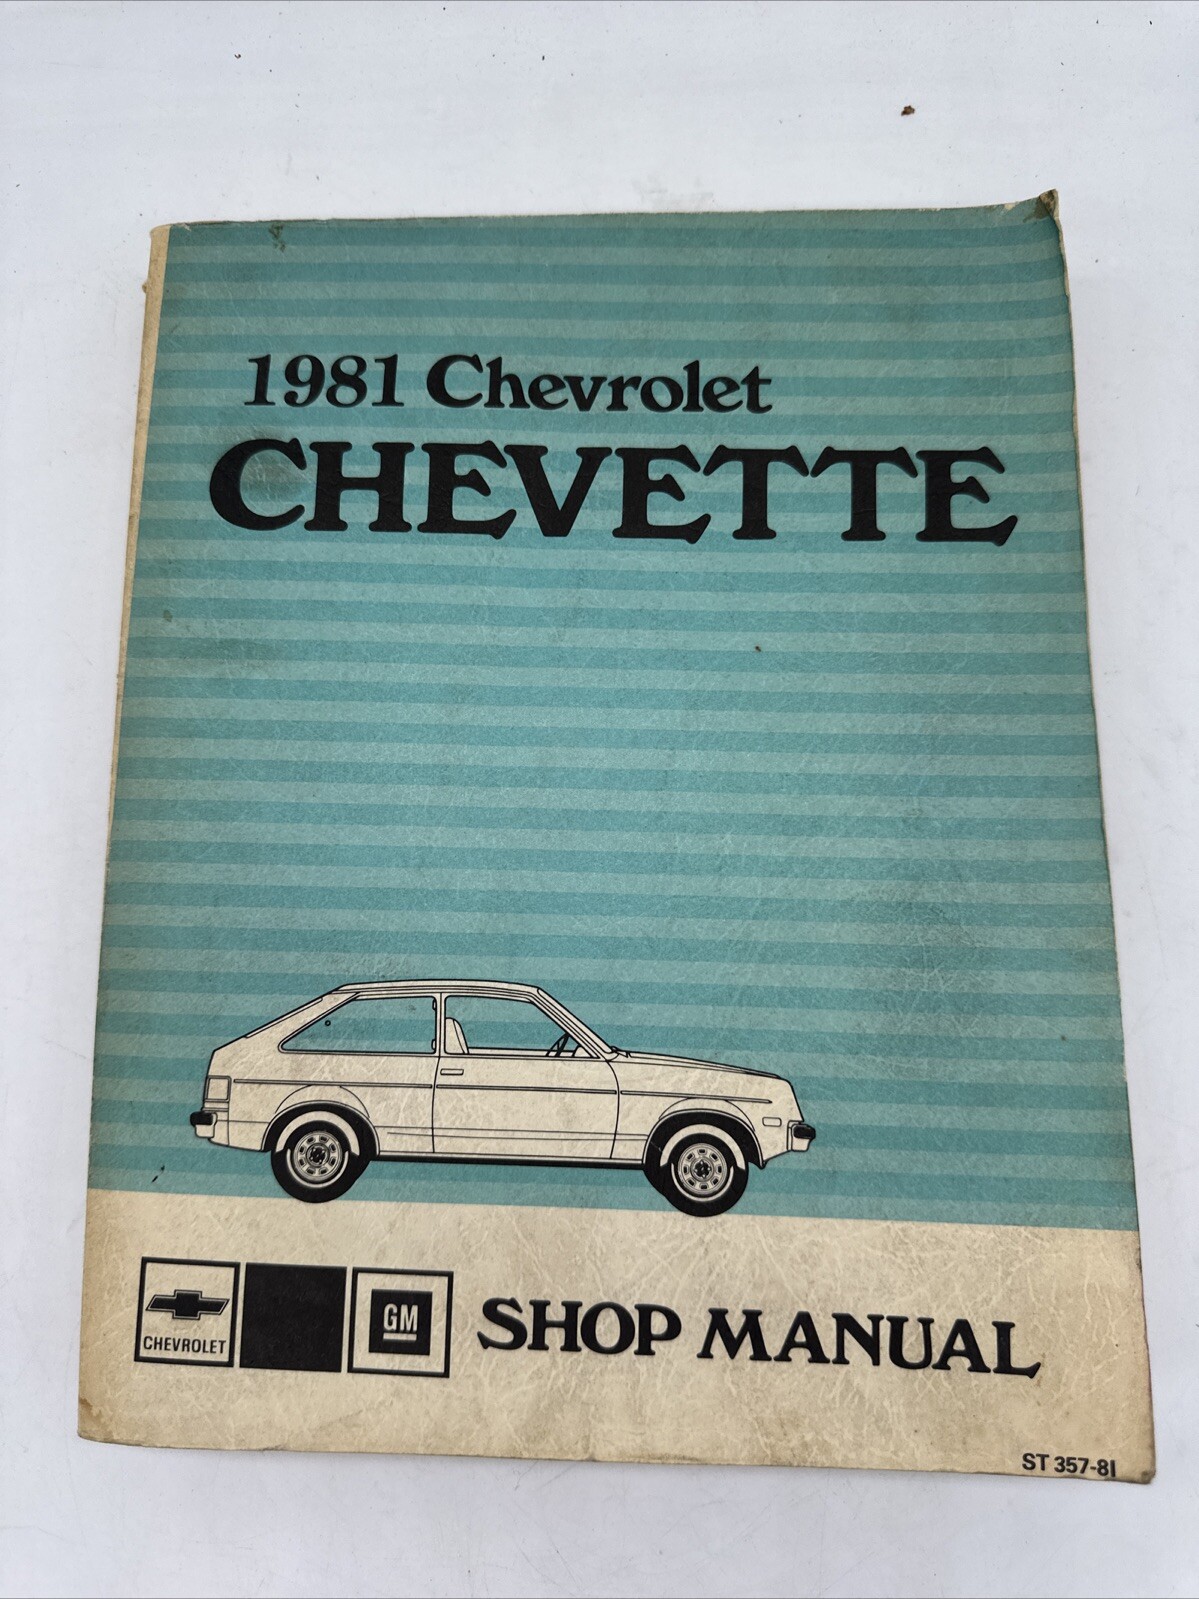 1981 Chevrolet
CHEVETTE
CHEVROLET
GM
SHOP MANUAL
ST 357-81